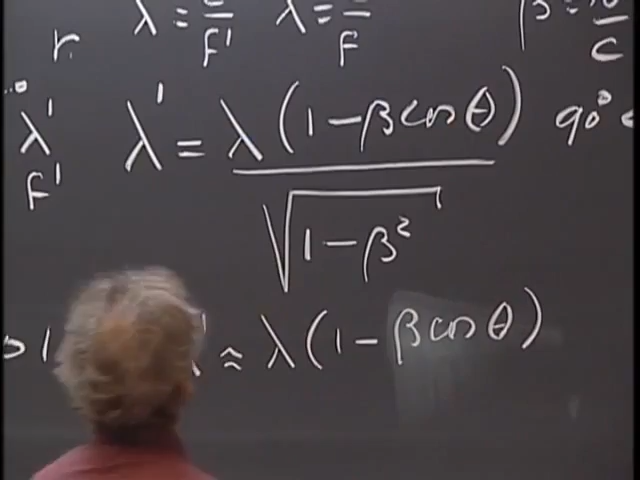 r λ = c/F' λ = c/F β = v/c
λ' λ' = λ(1 - β cos θ) / √(1 - β²) 90° <
F'
λ' ≈ λ(1 - β cos θ)